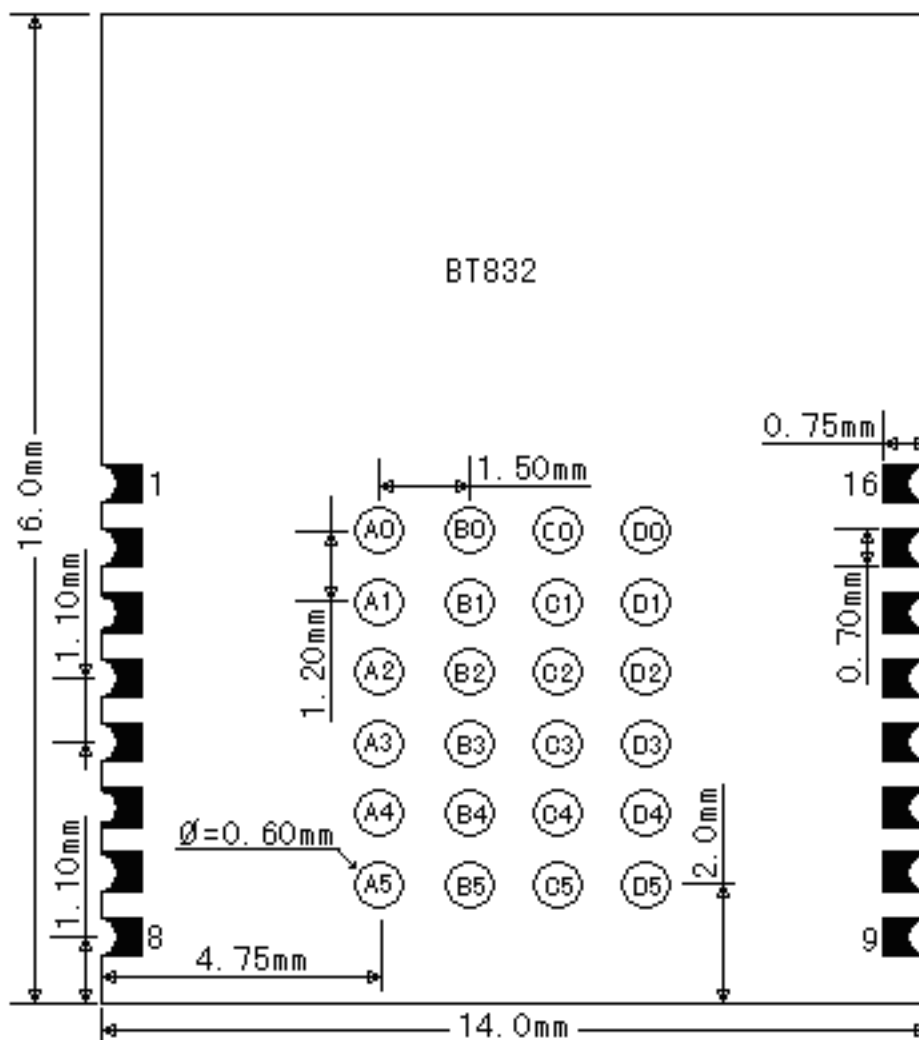 BT832
16.0mm
0.75mm
1.50mm
1
16
A0 B0 C0 D0
1.10mm
1.20mm
0.70mm
A1 B1 C1 D1
A2 B2 C2 D2
A3 B3 C3 D3
A4 B4 C4 D4
Ø=0.60mm
2.0mm
A5 B5 C5 D5
1.10mm
8
9
4.75mm
14.0mm